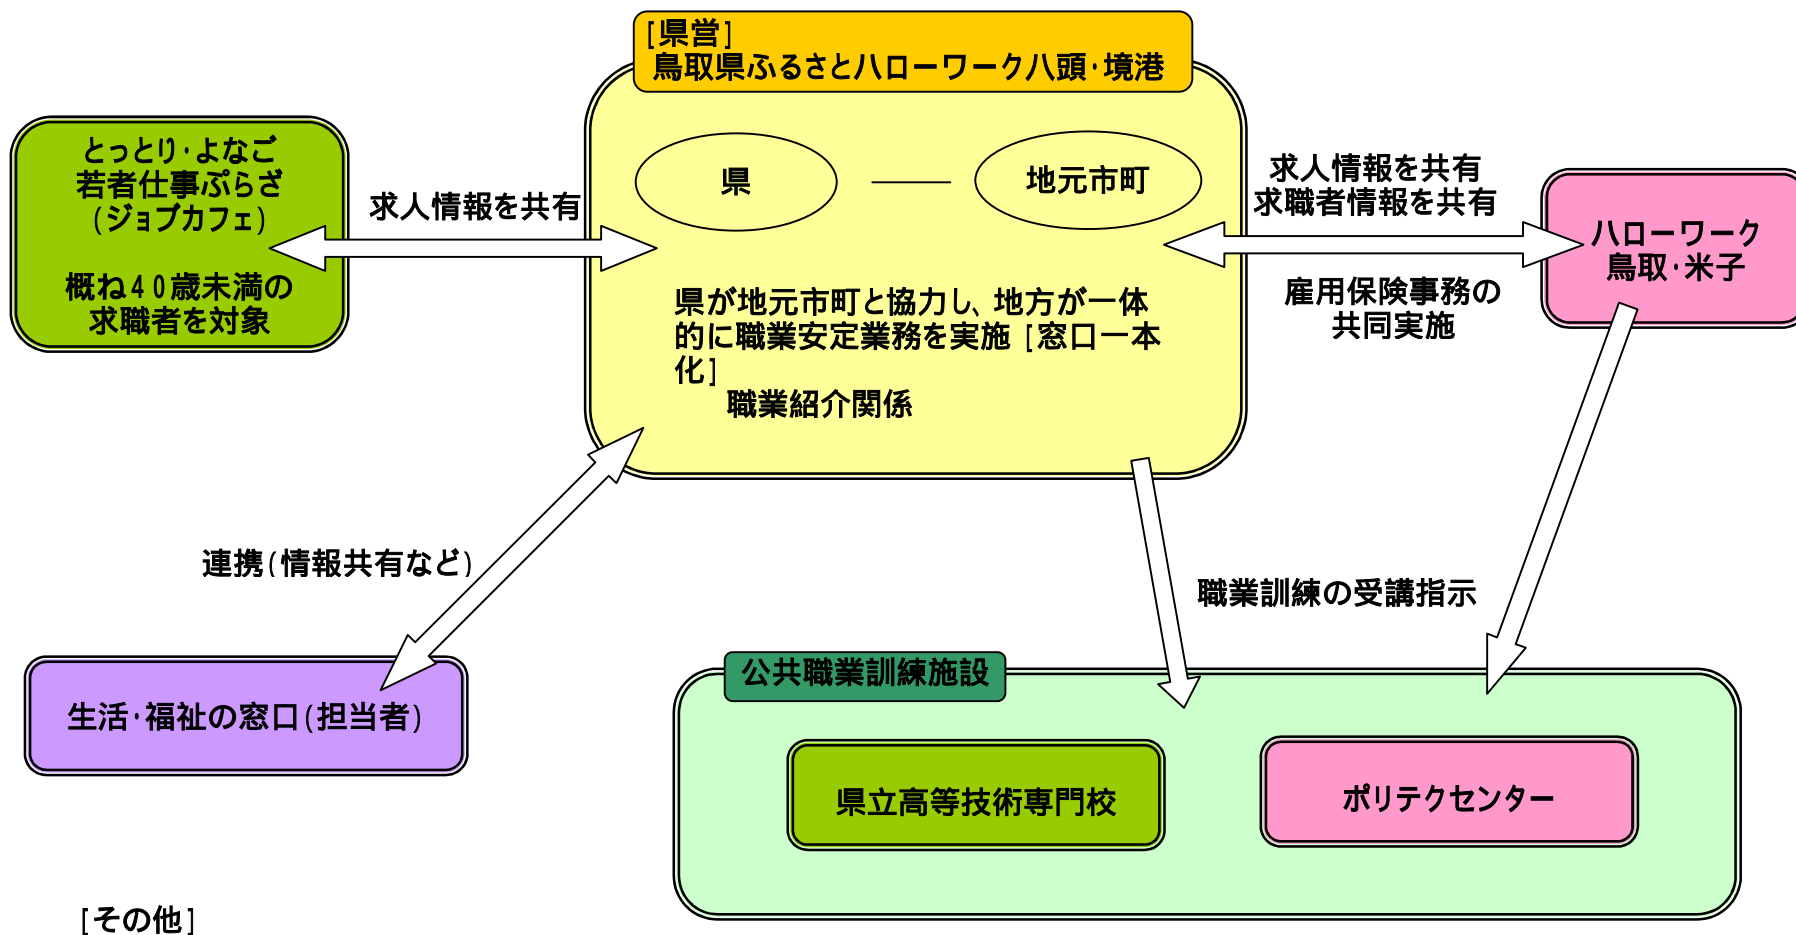 [県営]
鳥取県ふるさとハローワーク八頭・境港
とっとり・よなご
若者仕事ぷらざ
(ジョブカフェ)
概ね40歳未満の
求職者を対象
求人情報を共有
県
地元市町
求人情報を共有
求職者情報を共有
雇用保険事務の
共同実施
ハローワーク
鳥取・米子
県が地元市町と協力し、地方が一体
的に職業安定業務を実施[窓口一本
化]
職業紹介関係
連携(情報共有など)
職業訓練の受講指示
生活・福祉の窓口(担当者)
公共職業訓練施設
県立高等技術専門校
ポリテクセンター
[その他]